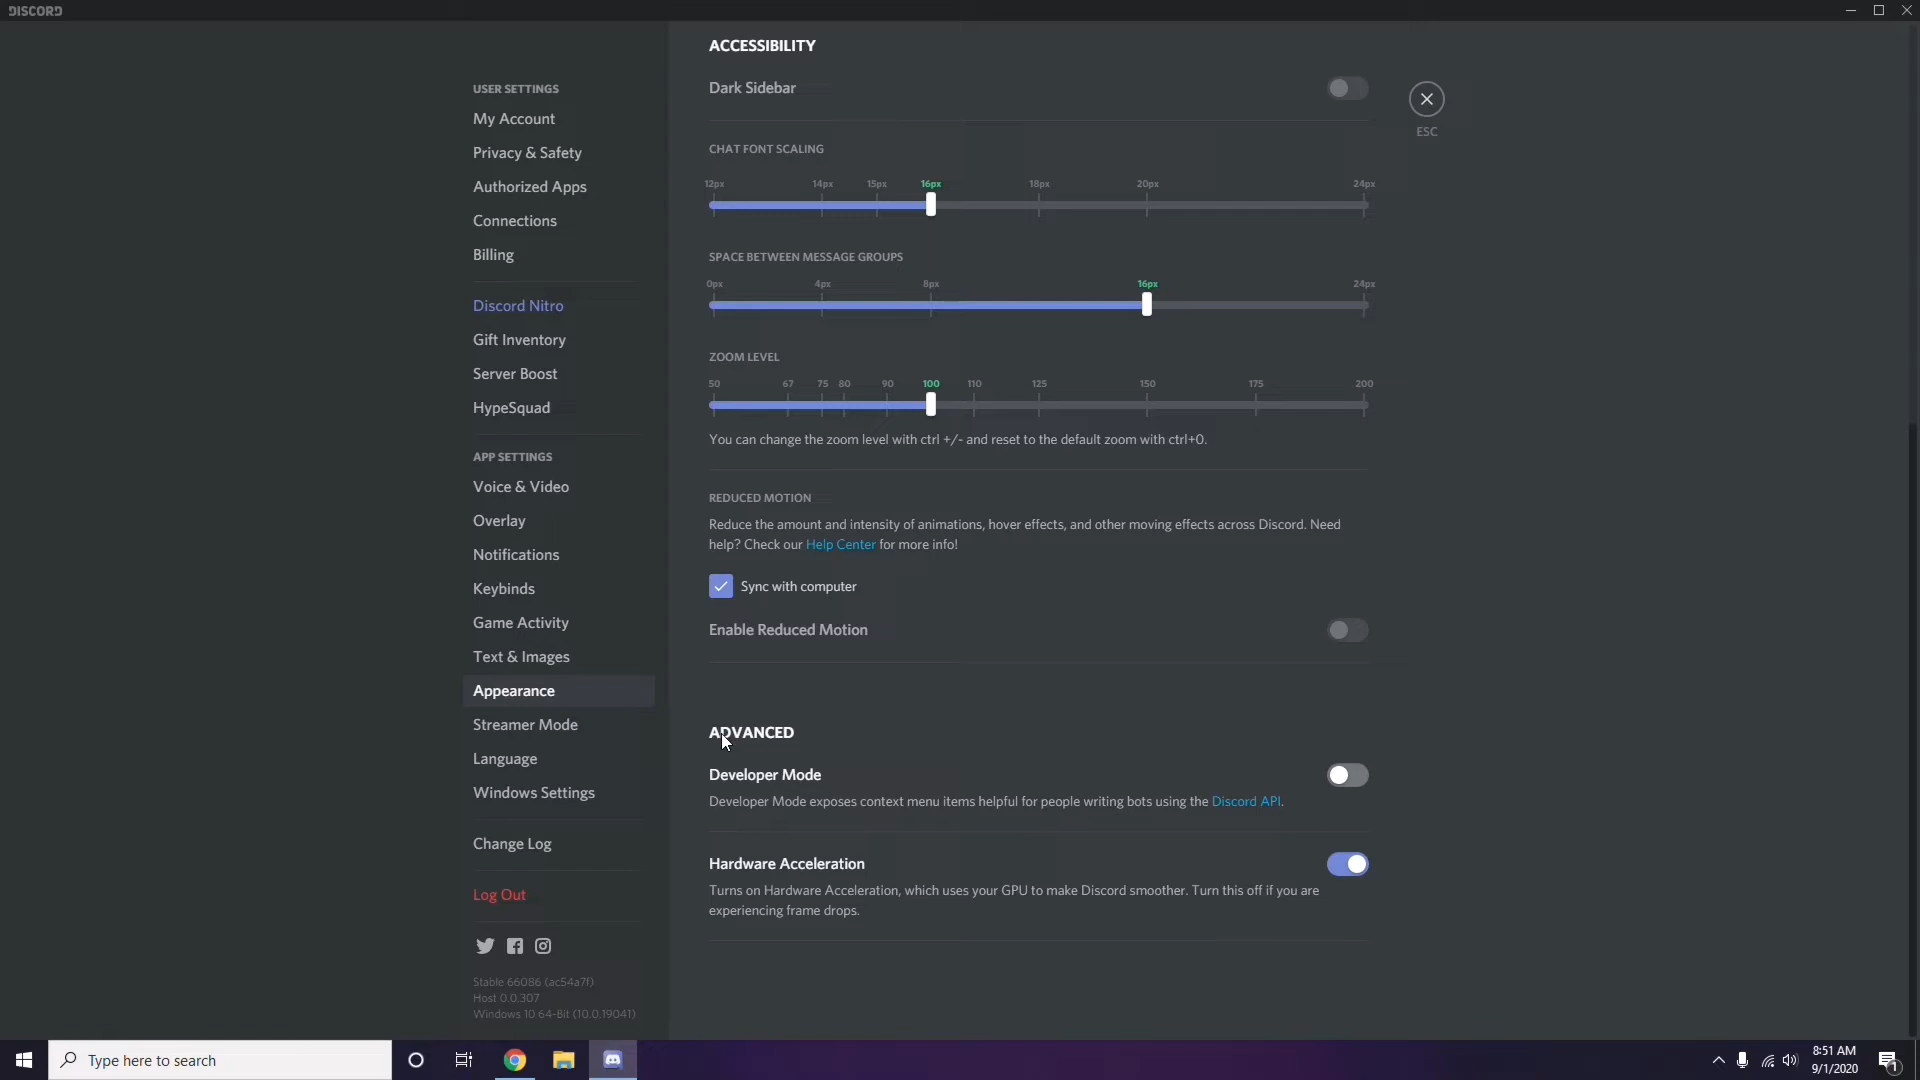 DISCORD
USER SETTINGS
My Account
Privacy & Safety
Authorized Apps
Connections
Billing
Discord Nitro
Gift Inventory
Server Boost
HypeSquad
APP SETTINGS
Voice & Video
Overlay
Notifications
Keybinds
Game Activity
Text & Images
Appearance
Streamer Mode
Language
Windows Settings
Change Log
Log Out
Stable 66086 (ac54a7f)
Host 0.0.307
Windows 10 64-Bit (10.0.19041)
ACCESSIBILITY
Dark Sidebar
ESC
CHAT FONT SCALING
12px 14px 15px 16px 18px 20px 24px
SPACE BETWEEN MESSAGE GROUPS
0px 4px 8px 16px 24px
ZOOM LEVEL
50 67 75 80 90 100 110 125 150 175 200
You can change the zoom level with ctrl +/- and reset to the default zoom with ctrl+0.
REDUCED MOTION
Reduce the amount and intensity of animations, hover effects, and other moving effects across Discord. Need
help? Check our Help Center for more info!
Sync with computer
Enable Reduced Motion
ADVANCED
Developer Mode
Developer Mode exposes context menu items helpful for people writing bots using the Discord API.
Hardware Acceleration
Turns on Hardware Acceleration, which uses your GPU to make Discord smoother. Turn this off if you are
experiencing frame drops.
Type here to search
8:51 AM
9/1/2020
1